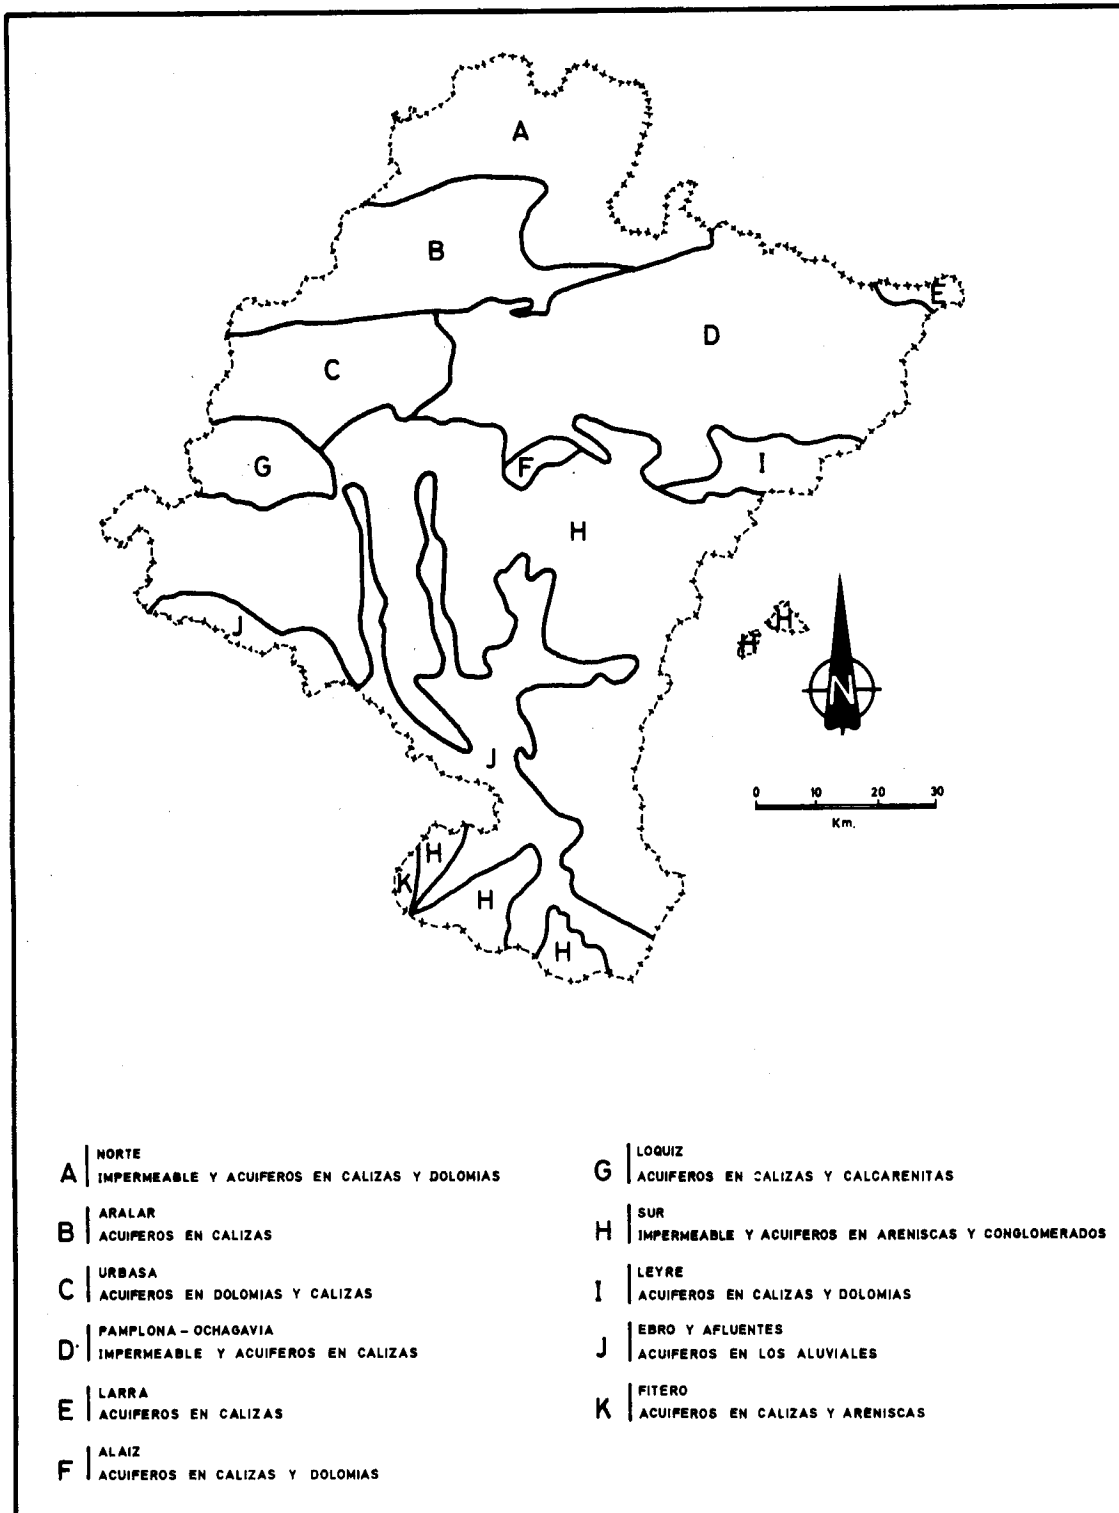 A
B
E
D
C
G
F
I
H
J
H
H
N
J
0 10 20 30
Km.
H
K
H
H
A
NORTE
IMPERMEABLE Y ACUIFEROS EN CALIZAS Y DOLOMIAS
B
ARALAR
ACUIFEROS EN CALIZAS
C
URBASA
ACUIFEROS EN DOLOMIAS Y CALIZAS
D
PAMPLONA - OCHAGAVIA
IMPERMEABLE Y ACUIFEROS EN CALIZAS
E
LARRA
ACUIFEROS EN CALIZAS
F
ALAIZ
ACUIFEROS EN CALIZAS Y DOLOMIAS
G
LOQUIZ
ACUIFEROS EN CALIZAS Y CALCARENITAS
H
SUR
IMPERMEABLE Y ACUIFEROS EN ARENISCAS Y CONGLOMERADOS
I
LEYRE
ACUIFEROS EN CALIZAS Y DOLOMIAS
J
EBRO Y AFLUENTES
ACUIFEROS EN LOS ALUVIALES
K
FITERO
ACUIFEROS EN CALIZAS Y ARENISCAS